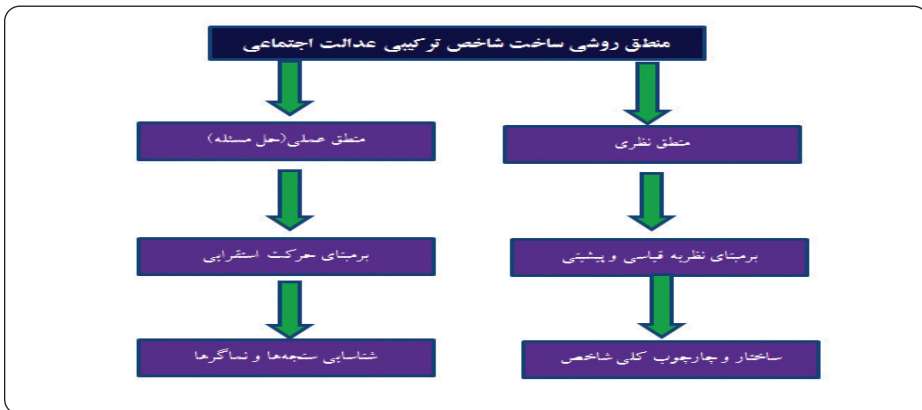 منطق روشی ساخت شاخص ترکیبی عدالت اجتماعی
منطق نظری
منطق عملی(حل مسئله)
برمبنای نظریه قیاسی و پیشینی
برمبنای حرکت استقرایی
ساختار و چارچوب کلی شاخص
شناسایی سنجه‌ها و نماگرها